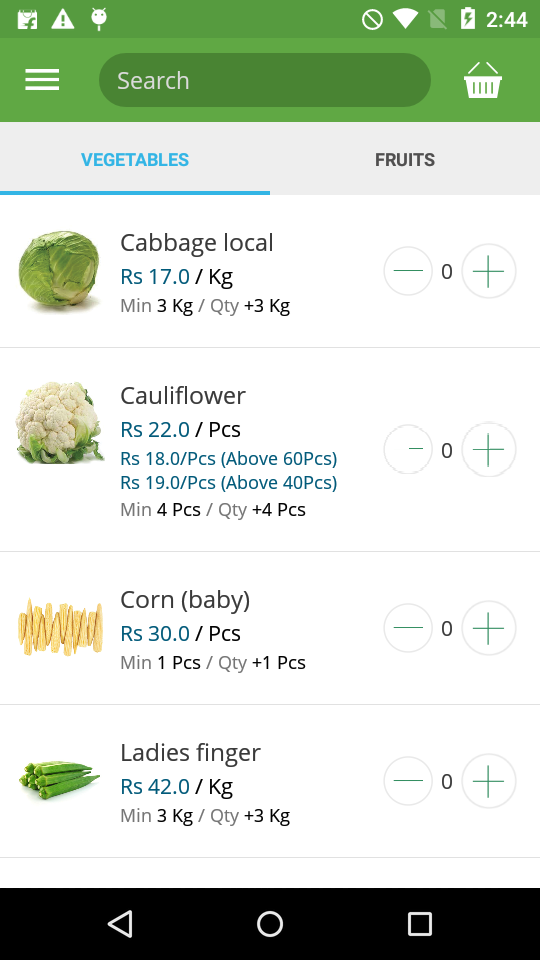 2:44
Search
VEGETABLES
FRUITS
Cabbage local
Rs 17.0 / Kg
Min 3 Kg / Qty +3 Kg
0
Cauliflower
Rs 22.0 / Pcs
Rs 18.0/Pcs (Above 60Pcs)
Rs 19.0/Pcs (Above 40Pcs)
Min 4 Pcs / Qty +4 Pcs
0
Corn (baby)
Rs 30.0 / Pcs
Min 1 Pcs / Qty +1 Pcs
0
Ladies finger
Rs 42.0 / Kg
Min 3 Kg / Qty +3 Kg
0